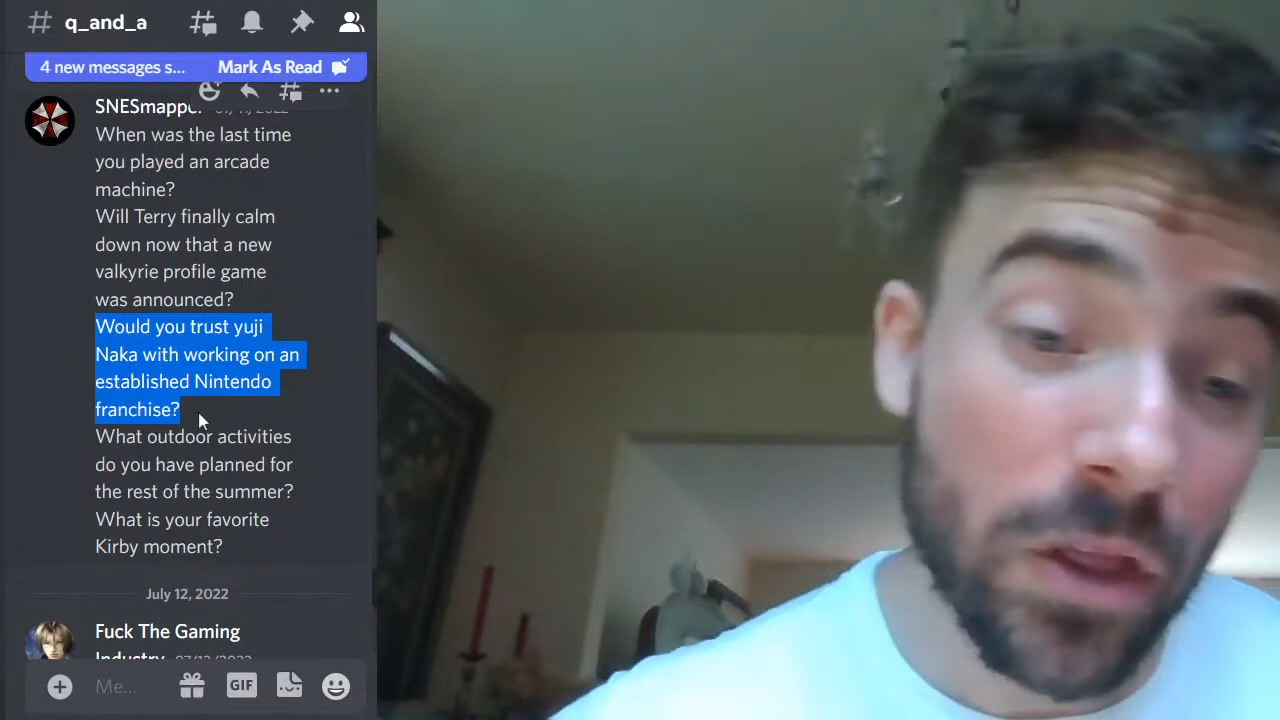 # q_and_a
4 new messages s... Mark As Read
SNESmappe
When was the last time
you played an arcade
machine?
Will Terry finally calm
down now that a new
valkyrie profile game
was announced?
Would you trust yuji
Naka with working on an
established Nintendo
franchise?
What outdoor activities
do you have planned for
the rest of the summer?
What is your favorite
Kirby moment?
July 12, 2022
Fuck The Gaming
Industry
Me...
GIF